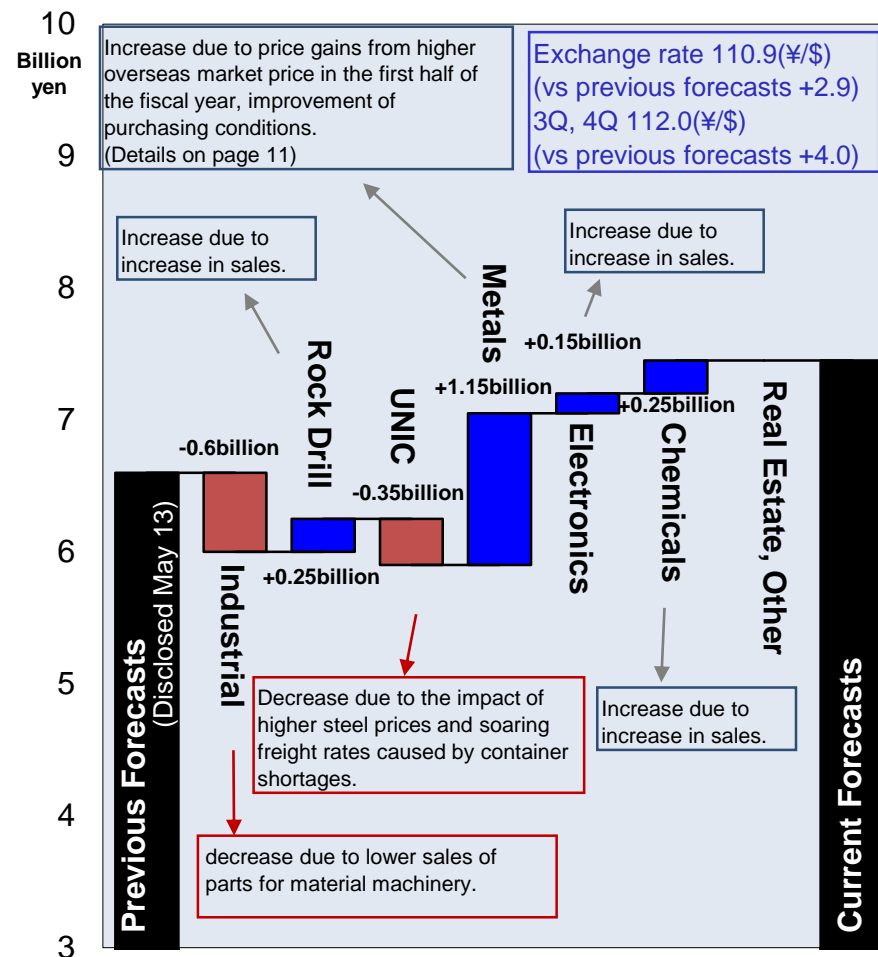 10
Billion
yen
9
8
7
6
5
4
3
Increase due to price gains from higher
overseas market price in the first half of
the fiscal year, improvement of
purchasing conditions.
(Details on page 11)
Exchange rate 110.9(¥/$)
(vs previous forecasts +2.9)
3Q, 4Q 112.0(¥/$)
(vs previous forecasts +4.0)
Increase due to
increase in sales.
Increase due to
increase in sales.
Previous Forecasts
(Disclosed May 13)
-0.6billion
Industrial
Rock Drill
+0.25billion
UNIC
-0.35billion
Metals
+1.15billion
+0.15billion
Electronics
+0.25billion
Chemicals
Real Estate, Other
Current Forecasts
Decrease due to the impact of
higher steel prices and soaring
freight rates caused by container
shortages.
Increase due to
increase in sales.
decrease due to lower sales of
parts for material machinery.